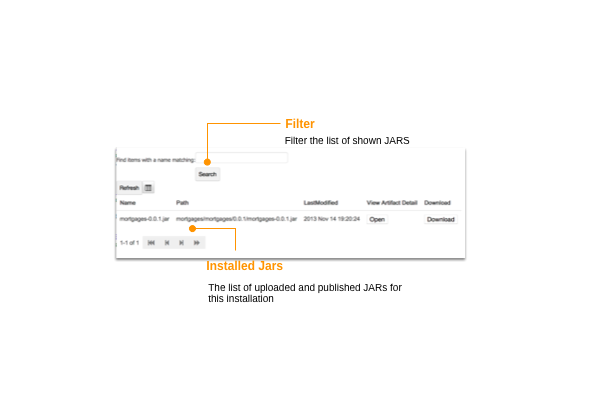 Filter
Filter the list of shown JARS
Find items with a name matching:
Search
Refresh
Name Path LastModified View Artifact Detail Download
mortgages-0.0.1.jar mortgages/mortgages/0.0.1/mortgages-0.0.1.jar 2013 Nov 14 19:20:24 Open Download
1-1 of 1
Installed Jars
The list of uploaded and published JARs for
this installation